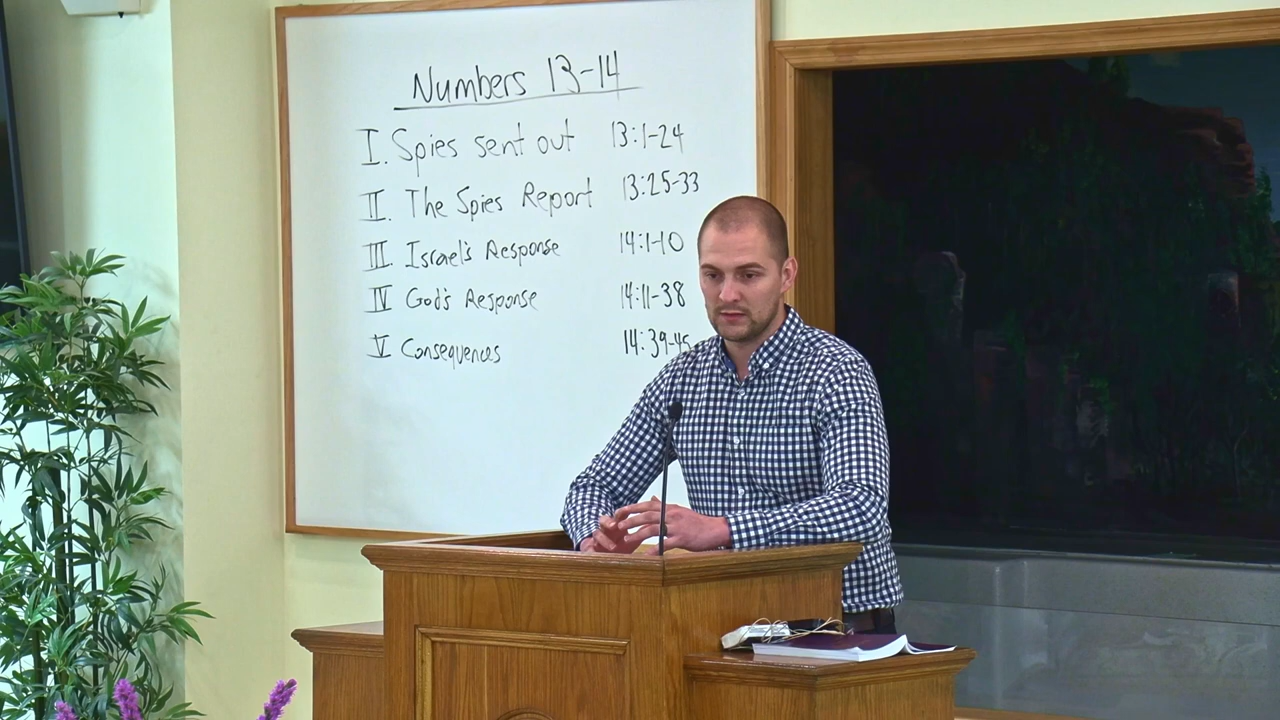 Numbers 13-14
I. Spies sent out 13:1-24
II. The Spies Report 13:25-33
III. Israel's Response 14:1-10
IV God's Response 14:11-38
V Consequences 14:39-45